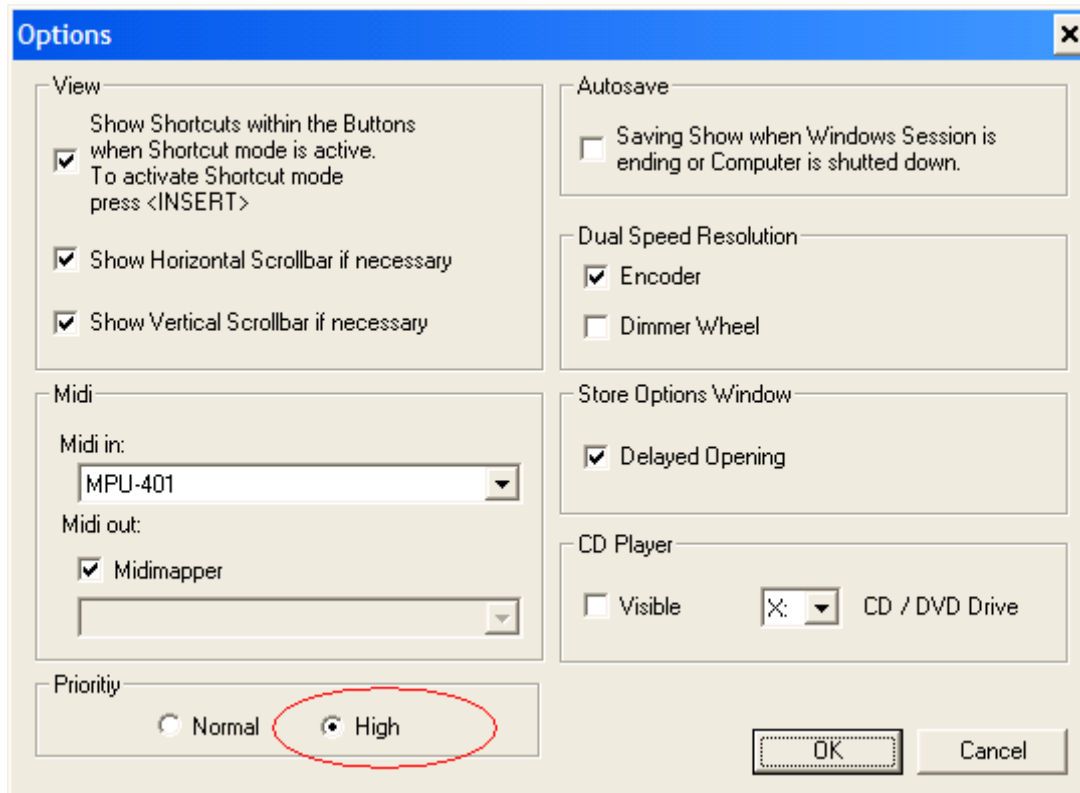 Options
View
Show Shortcuts within the Buttons
when Shortcut mode is active.
To activate Shortcut mode
press <INSERT>
Show Horizontal Scrollbar if necessary
Show Vertical Scrollbar if necessary
Midi
Midi in:
MPU-401
Midi out:
Midimapper
Prioritiy
Normal
High
Autosave
Saving Show when Windows Session is
ending or Computer is shutted down.
Dual Speed Resolution
Encoder
Dimmer Wheel
Store Options Window
Delayed Opening
CD Player
Visible
X:
CD / DVD Drive
OK
Cancel